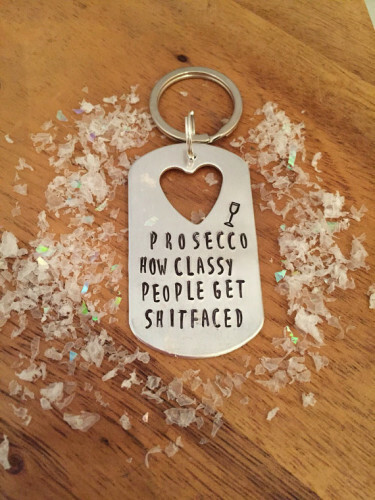 PROSECCO
HOW CLASSY
PEOPLE GET
SHITFACED